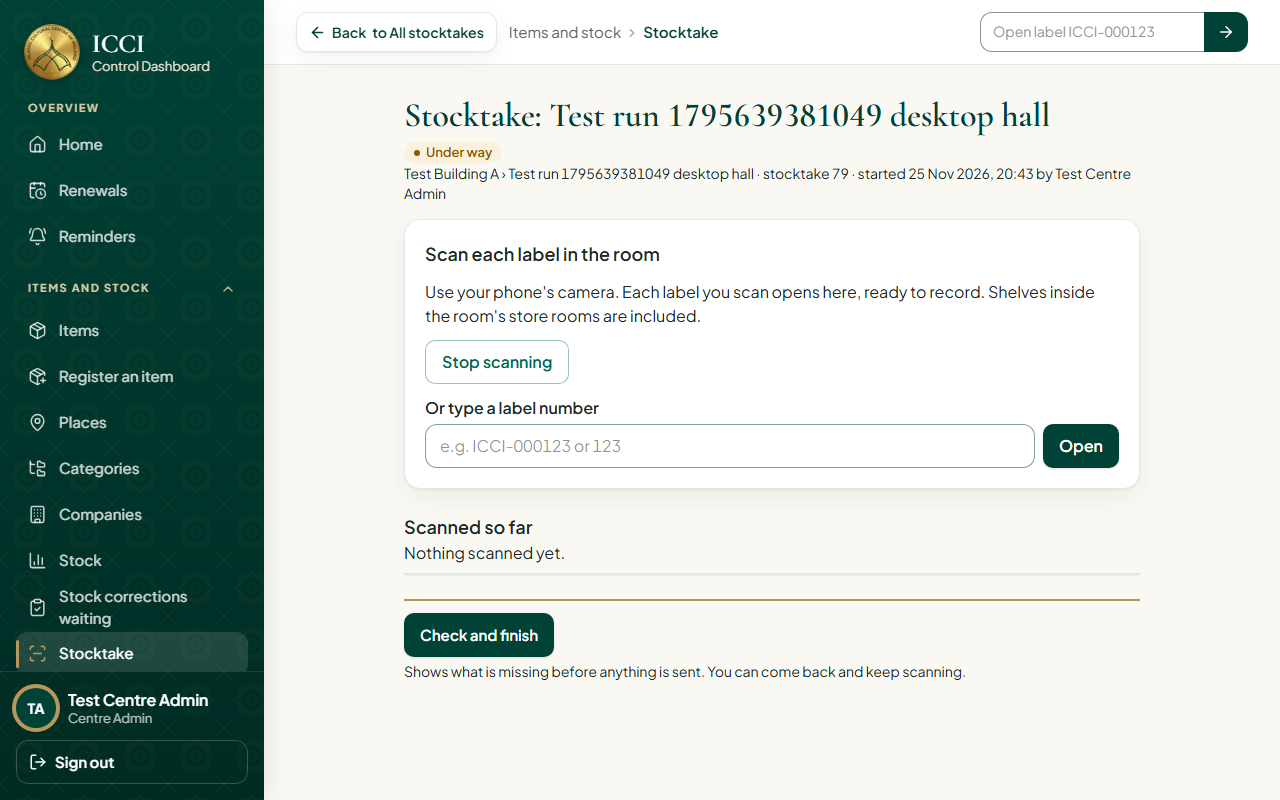 ICCI
Control Dashboard
OVERVIEW
Home
Renewals
Reminders
ITEMS AND STOCK
Items
Register an item
Places
Categories
Companies
Stock
Stock corrections
waiting
Stocktake
TA
Test Centre Admin
Centre Admin
Sign out
Back to All stocktakes
Items and stock › Stocktake
Open label ICCI-000123
Stocktake: Test run 1795639381049 desktop hall
Under way
Test Building A › Test run 1795639381049 desktop hall · stocktake 79 · started 25 Nov 2026, 20:43 by Test Centre
Admin
Scan each label in the room
Use your phone's camera. Each label you scan opens here, ready to record. Shelves inside
the room's store rooms are included.
Stop scanning
Or type a label number
e.g. ICCI-000123 or 123
Open
Scanned so far
Nothing scanned yet.
Check and finish
Shows what is missing before anything is sent. You can come back and keep scanning.